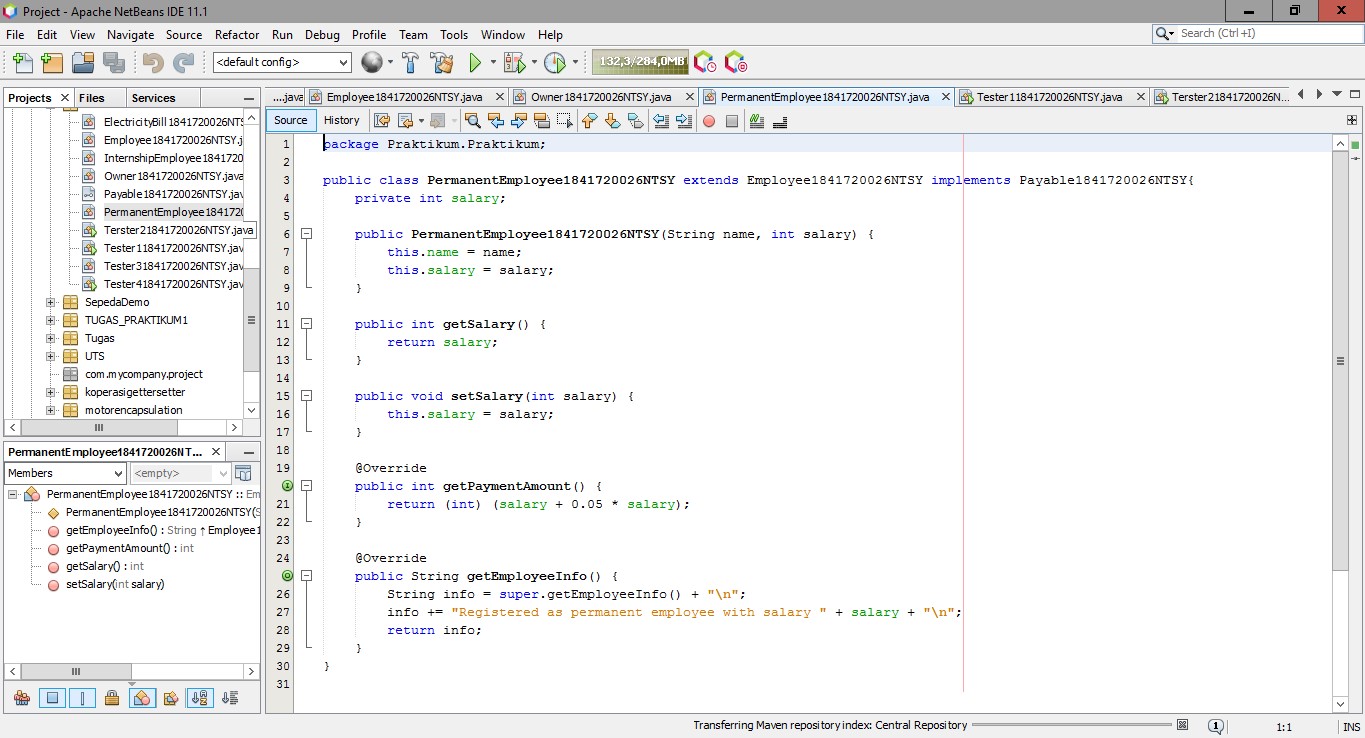 Project - Apache NetBeans IDE 11.1
File Edit View Navigate Source Refactor Run Debug Profile Team Tools Window Help
Search (Ctrl+I)
<default config>
132,3/284,0MB
Projects Files Services
ElectricityBill1841720026NTS
Employee1841720026NTSY.j
InternshipEmployee1841720
Owner1841720026NTSY.java
Payable1841720026NTSY.jav
PermanentEmployee184172
Terster21841720026NTSY.java
Tester11841720026NTSY.jav
Tester31841720026NTSY.jav
Tester41841720026NTSY.jav
SepedaDemo
TUGAS_PRAKTIKUM1
Tugas
UTS
com.mycompany.project
koperasigettersetter
motorencapsulation
PermanentEmployee1841720026NT...
Members <empty>
PermanentEmployee1841720026NTSY :: Em
PermanentEmployee1841720026NTSY(S
getEmployeeInfo() : String ↑ Employee1
getPaymentAmount() : int
getSalary() : int
setSalary(int salary)
....java Employee1841720026NTSY.java Owner1841720026NTSY.java PermanentEmployee1841720026NTSY.java Tester11841720026NTSY.java Terster21841720026N...
Source History
1 package Praktikum.Praktikum;
2
3 public class PermanentEmployee1841720026NTSY extends Employee1841720026NTSY implements Payable1841720026NTSY{
4 private int salary;
5
6 public PermanentEmployee1841720026NTSY(String name, int salary) {
7 this.name = name;
8 this.salary = salary;
9 }
10
11 public int getSalary() {
12 return salary;
13 }
14
15 public void setSalary(int salary) {
16 this.salary = salary;
17 }
18
19 @Override
public int getPaymentAmount() {
21 return (int) (salary + 0.05 * salary);
22 }
23
24 @Override
public String getEmployeeInfo() {
26 String info = super.getEmployeeInfo() + "\n";
27 info += "Registered as permanent employee with salary " + salary + "\n";
28 return info;
29 }
30 }
31
Transferring Maven repository index: Central Repository 1 1:1 INS